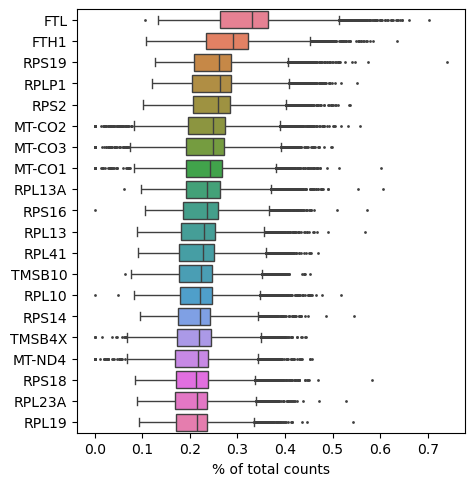 FTL
FTH1
RPS19
RPLP1
RPS2
MT-CO2
MT-CO3
MT-CO1
RPL13A
RPS16
RPL13
RPL41
TMSB10
RPL10
RPS14
TMSB4X
MT-ND4
RPS18
RPL23A
RPL19
0.0 0.1 0.2 0.3 0.4 0.5 0.6 0.7
% of total counts